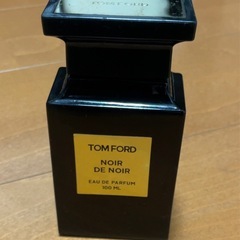 TOM FORD
NOIR
DE NOIR
EAU DE PARFUM
100 ML